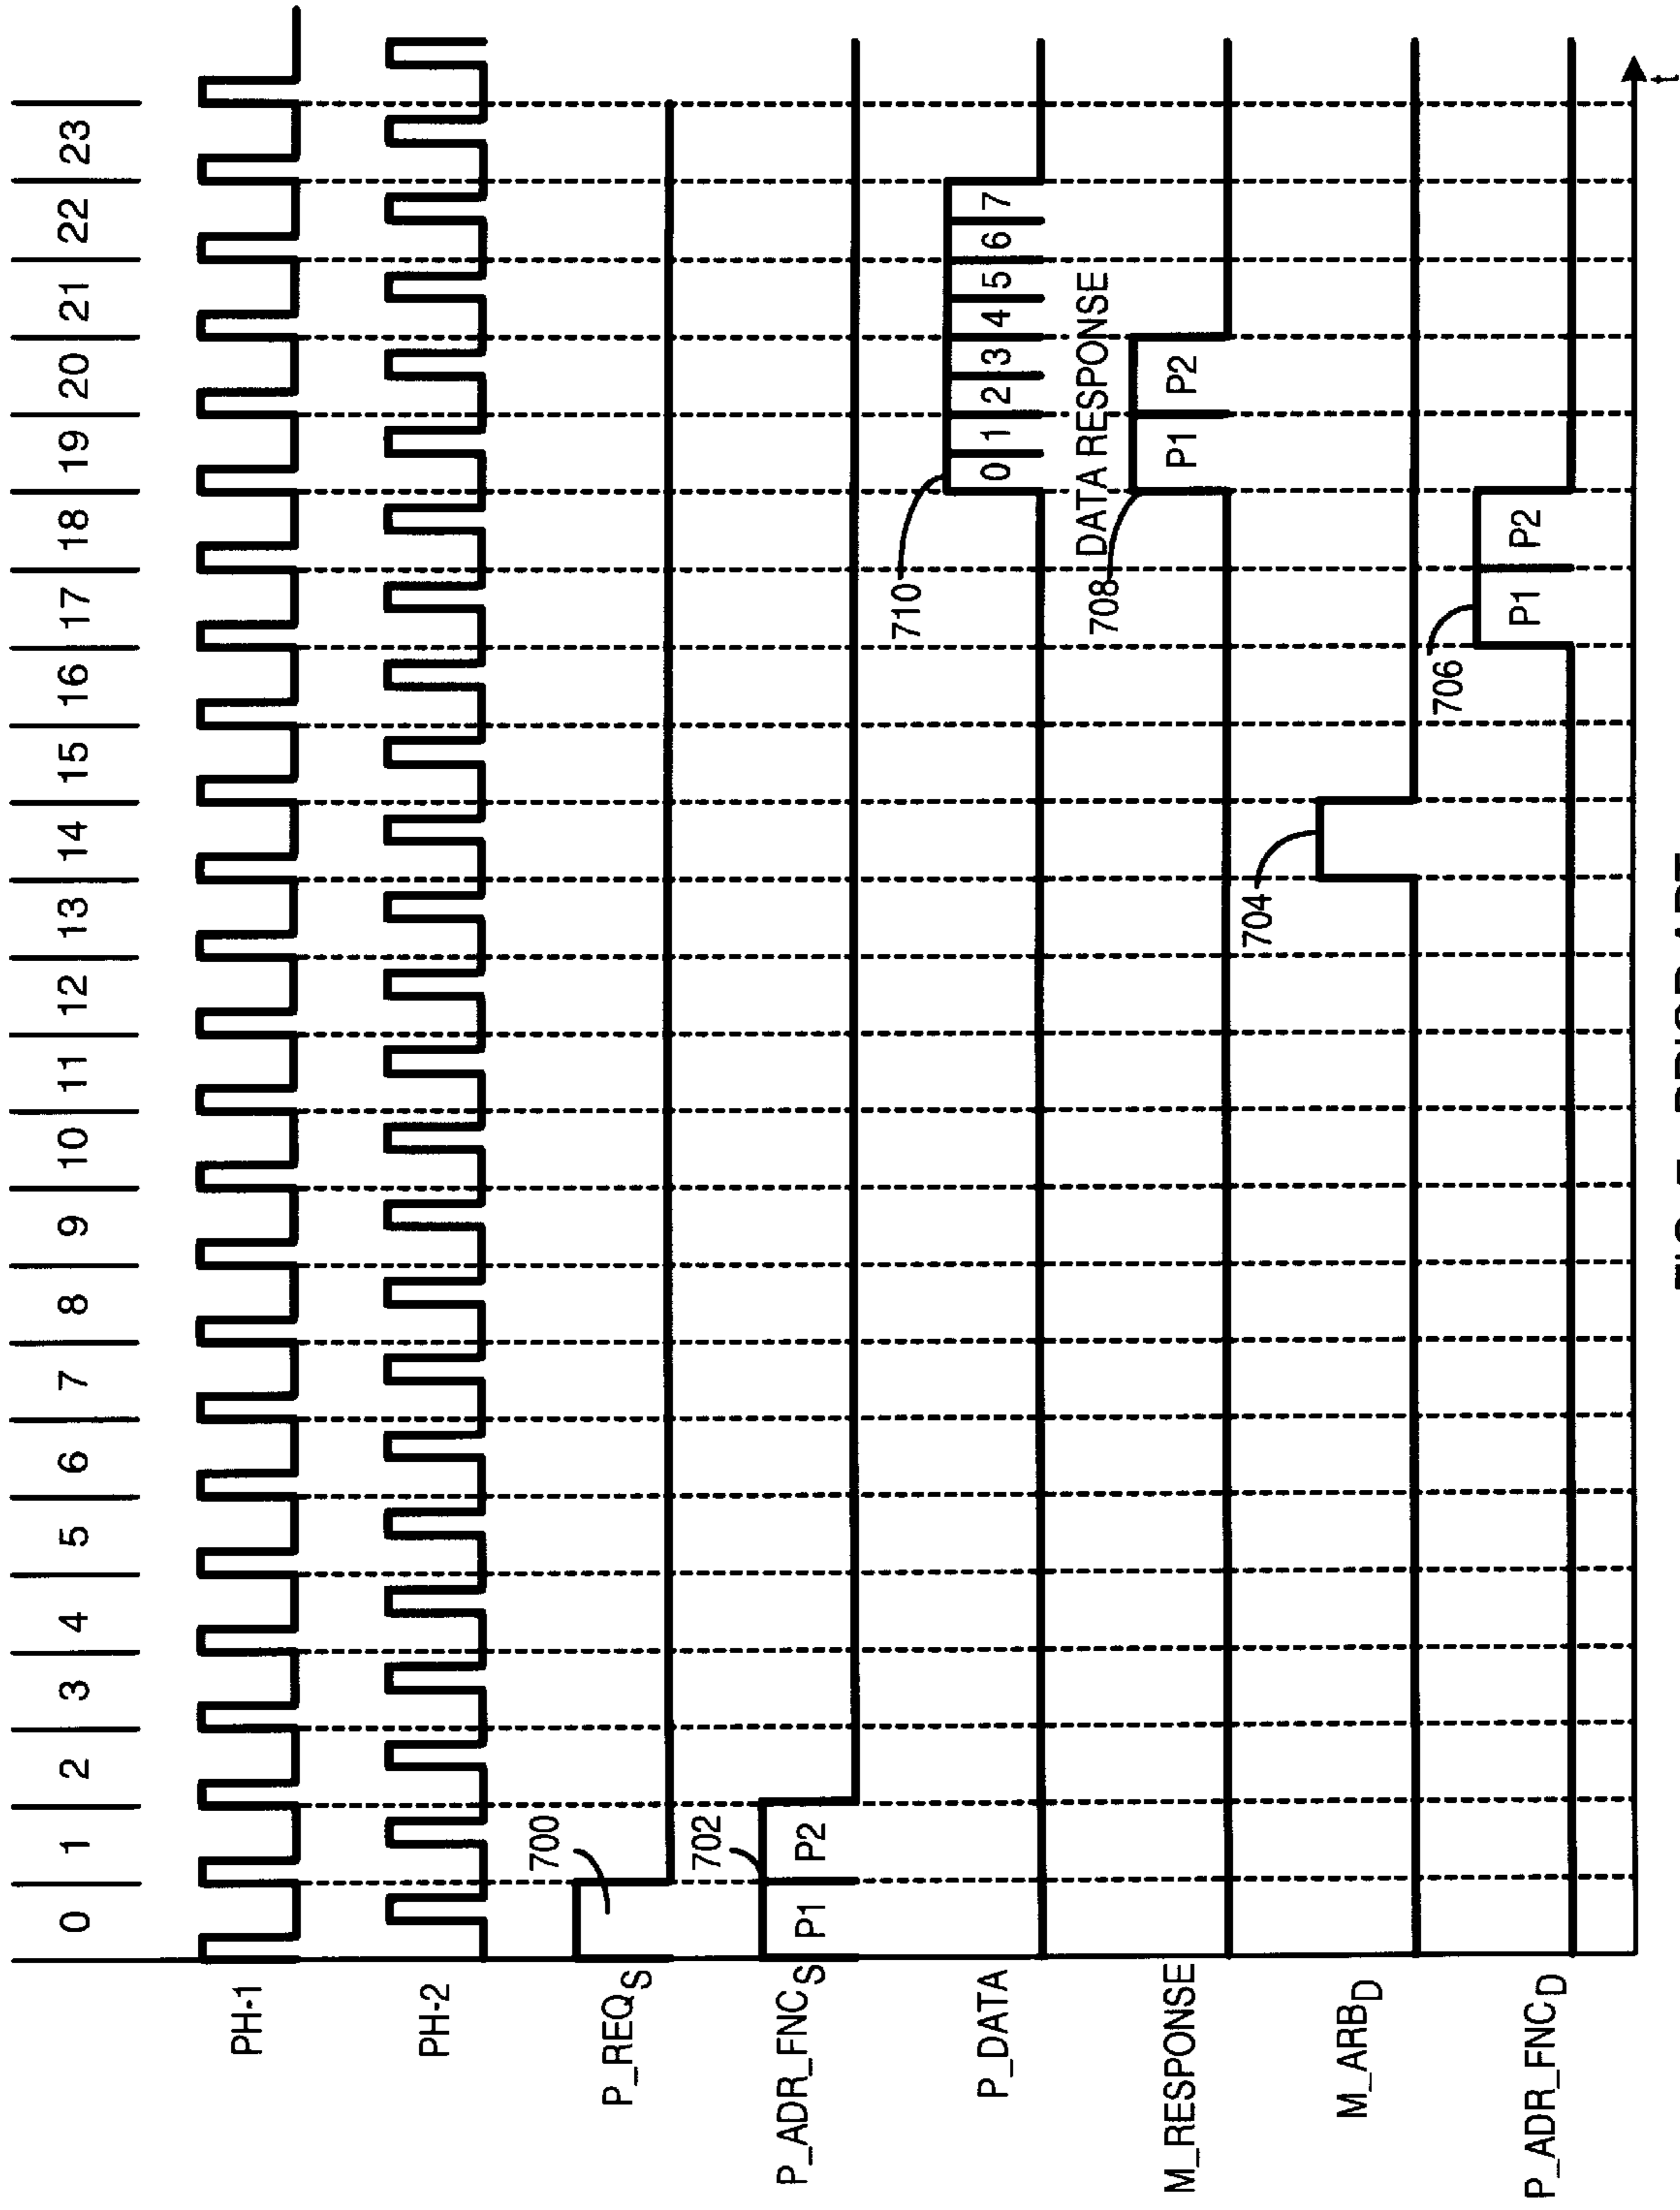 0 1 2 3 4 5 6 7 8 9 10 11 12 13 14 15 16 17 18 19 20 21 22 23
PH-1
PH-2
P_REQS
700
P_ADR_FNCS
702
P1 P2
P_DATA
710
0 1 2 3 4 5 6 7
DATA RESPONSE
M_RESPONSE
708
P1 P2
M_ARBD
704
P_ADR_FNCD
706
P1 P2
t